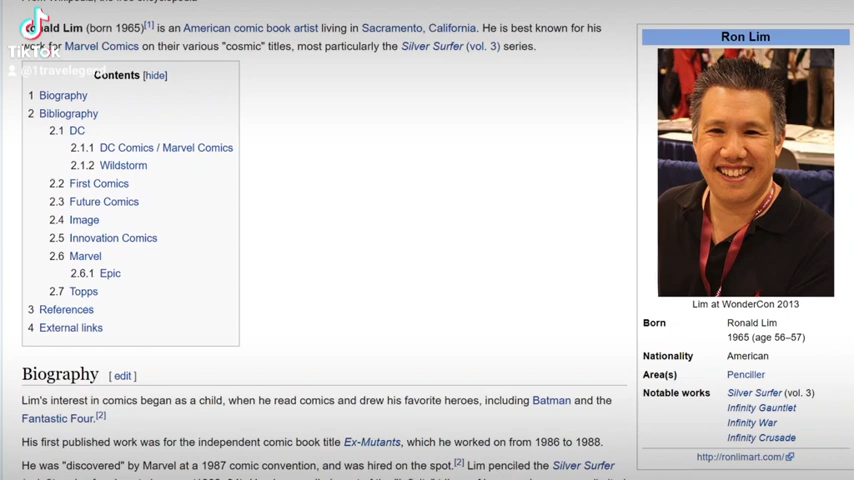 From Wikipedia, the free encyclopedia
Ronald Lim (born 1965)[1] is an American comic book artist living in Sacramento, California. He is best known for his
work for Marvel Comics on their various "cosmic" titles, most particularly the Silver Surfer (vol. 3) series.
TikTok
Contents [hide]
1 Biography
2 Bibliography
2.1 DC
2.1.1 DC Comics / Marvel Comics
2.1.2 Wildstorm
2.2 First Comics
2.3 Future Comics
2.4 Image
2.5 Innovation Comics
2.6 Marvel
2.6.1 Epic
2.7 Topps
3 References
4 External links
Biography [ edit ]
Lim's interest in comics began as a child, when he read comics and drew his favorite heroes, including Batman and the
Fantastic Four.[2]
His first published work was for the independent comic book title Ex-Mutants, which he worked on from 1986 to 1988.
He was "discovered" by Marvel at a 1987 comic convention, and was hired on the spot.[2] Lim penciled the Silver Surfer
Ron Lim
Lim at WonderCon 2013
Born Ronald Lim
1965 (age 56–57)
Nationality American
Area(s) Penciller
Notable works Silver Surfer (vol. 3)
Infinity Gauntlet
Infinity War
Infinity Crusade
http://ronlimart.com/